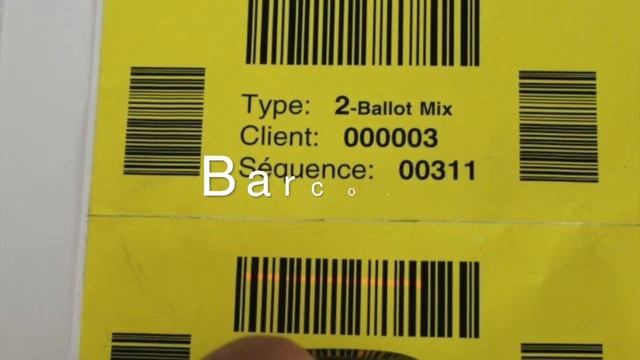 Type: 2-Ballot Mix
Client: 000003
Séquence: 00311
Barco